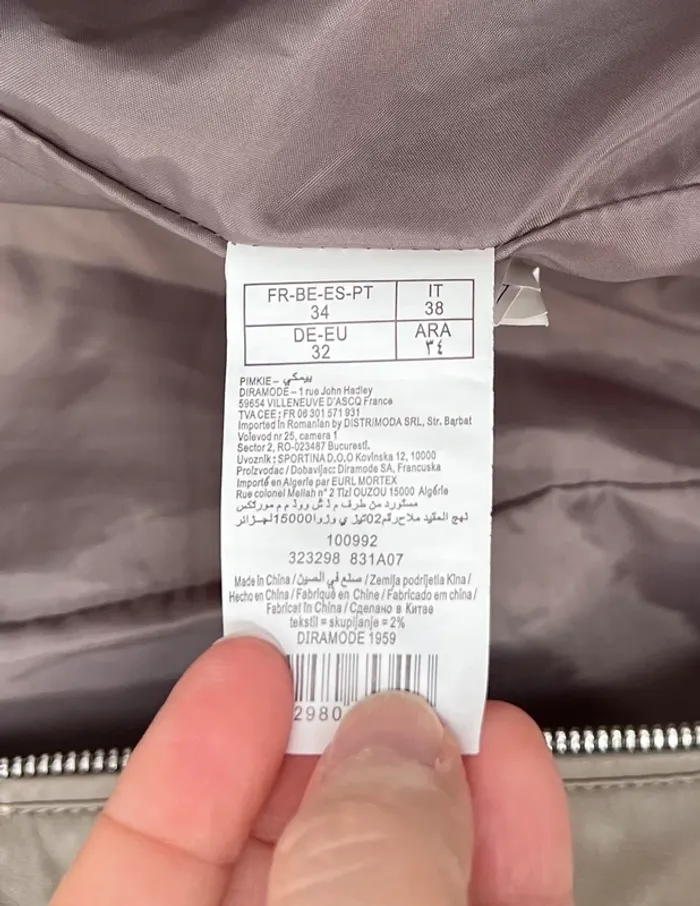 FR-BE-ES-PT
34
IT
38
DE-EU
32
ARA
٣٤
PIMKIE – بيمكي
DIRAMODE – 1 rue John Hadley
59654 VILLENEUVE D'ASCQ France
TVA CEE : FR 06 301 571 931
Imported in Romanian by DISTRIMODA SRL, Str. Barbat
Voievod nr 25, camera 1
Sector 2, RO-023487 Bucuresti.
Uvoznik : SPORTINA D.O.O Kovinska 12, 10000
Proizvodac / Dobavljac: Diramode SA, Francuska
Importé en Algerie par EURL MORTEX
Rue colonel Mellah n° 2 Tizi OUZOU 15000 Algérie
مستورد من طرف
15000
100992
323298 831A07
Made in China / صنع في الصين / Zemlja podrijetla Kina /
Hecho en China / Fabriqué en Chine / Fabricado em china /
Fabricat in China / Сделано в Китае
tekstil = skupljanje = 2%
DIRAMODE 1959
2980